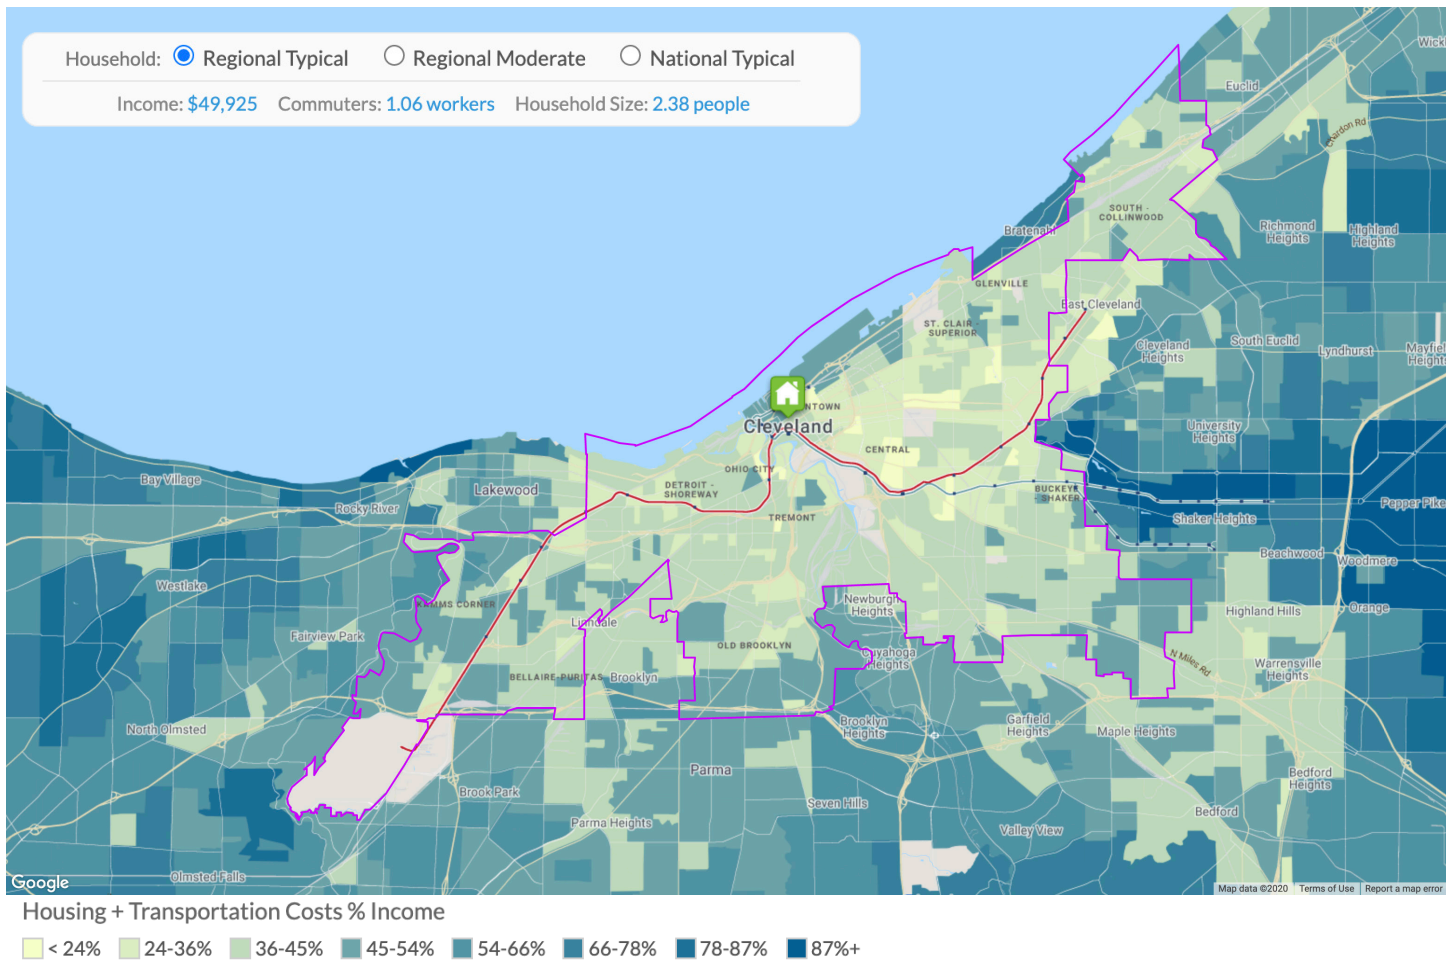 Household: Regional Typical Regional Moderate National Typical
Income: $49,925 Commuters: 1.06 workers Household Size: 2.38 people
Euclid
Chardon Rd
SOUTH -
COLLINWOOD
Bratenahl
Richmond
Heights
Highland
Heights
GLENVILLE
East Cleveland
ST. CLAIR -
SUPERIOR
Cleveland
Heights
South Euclid
Lyndhurst
Cleveland
CENTRAL
University
Heights
OHIO CITY
Bay Village
Lakewood
DETROIT -
SHOREWAY
BUCKEYE
- SHAKER
Rocky River
TREMONT
Shaker Heights
Pepper Pike
Beachwood
Woodmere
Westlake
KAMMS CORNER
Newburgh
Heights
Highland Hills
Orange
Fairview Park
Linndale
OLD BROOKLYN
Cuyahoga
Heights
N Miles Rd
Warrensville
Heights
BELLAIRE-PURITAS
Brooklyn
North Olmsted
Brooklyn
Heights
Garfield
Heights
Maple Heights
Parma
Bedford
Heights
Brook Park
Seven Hills
Bedford
Parma Heights
Valley View
Olmsted Falls
Google
Map data ©2020 Terms of Use Report a map error
Housing + Transportation Costs % Income
< 24% 24-36% 36-45% 45-54% 54-66% 66-78% 78-87% 87%+